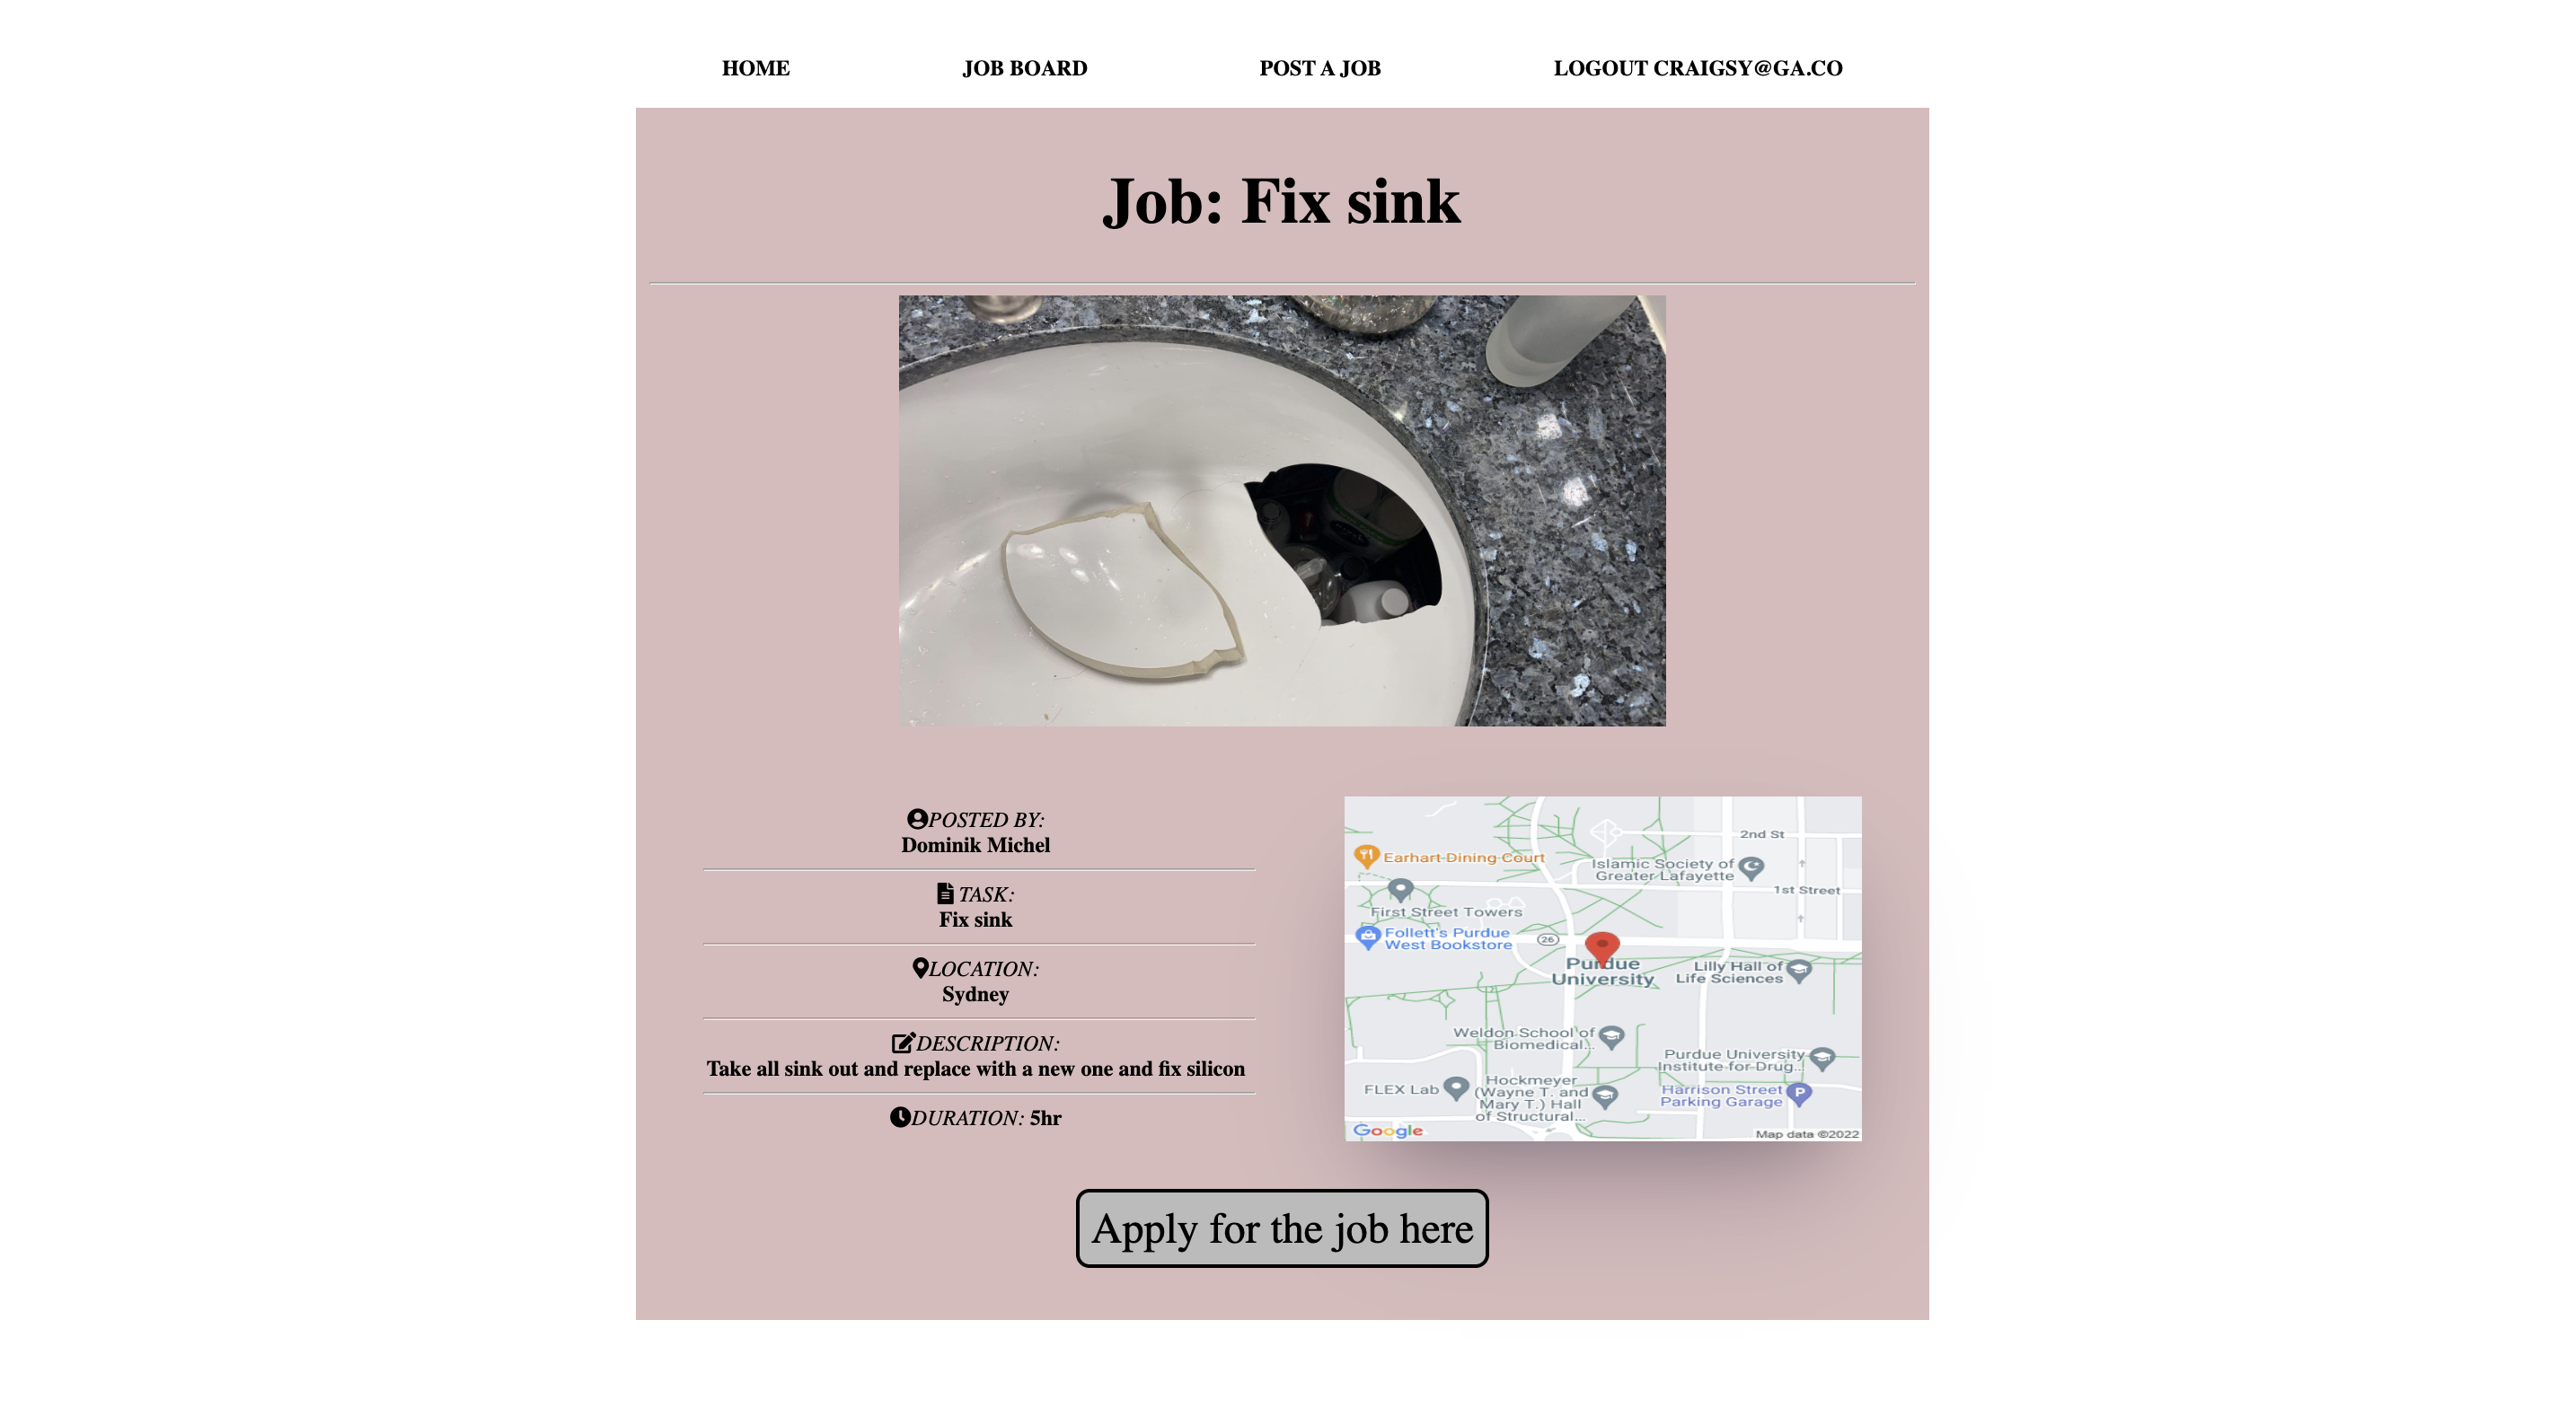 HOME
JOB BOARD
POST A JOB
LOGOUT CRAIGSY@GA.CO
Job: Fix sink
POSTED BY:
Dominik Michel
TASK:
Fix sink
LOCATION:
Sydney
DESCRIPTION:
Take all sink out and replace with a new one and fix silicon
DURATION: 5hr
2nd St
Earhart Dining Court
Islamic Society of
Greater Lafayette
1st Street
First Street Towers
Follett's Purdue
West Bookstore
26
Purdue
University
Lilly Hall of
Life Sciences
Weldon School of
Biomedical...
Purdue University
Institute for Drug...
FLEX Lab
Hockmeyer
(Wayne T. and
Mary T.) Hall
of Structural...
Harrison Street
Parking Garage
P
Google
Map data ©2022
Apply for the job here